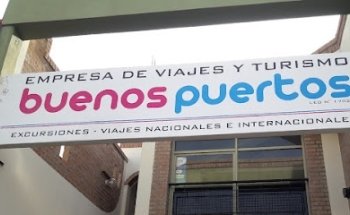 EMPRESA DE VIAJES Y TURISMO
buenos puertos
EXCURSIONES - VIAJES NACIONALES E INTERNACIONALE